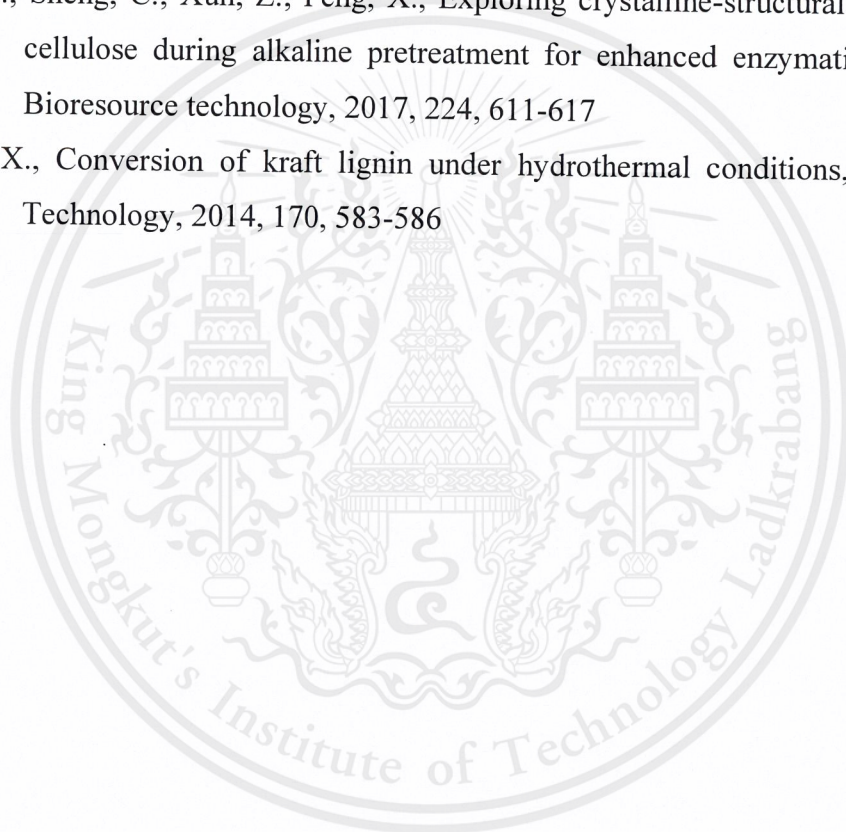 ., Sheng, C., Xun, Z., Peng, X., Exploring crystalline-structural
cellulose during alkaline pretreatment for enhanced enzymati
Bioresource technology, 2017, 224, 611-617
X., Conversion of kraft lignin under hydrothermal conditions,
Technology, 2014, 170, 583-586
King Mongkut's Institute of Technology Ladkrabang